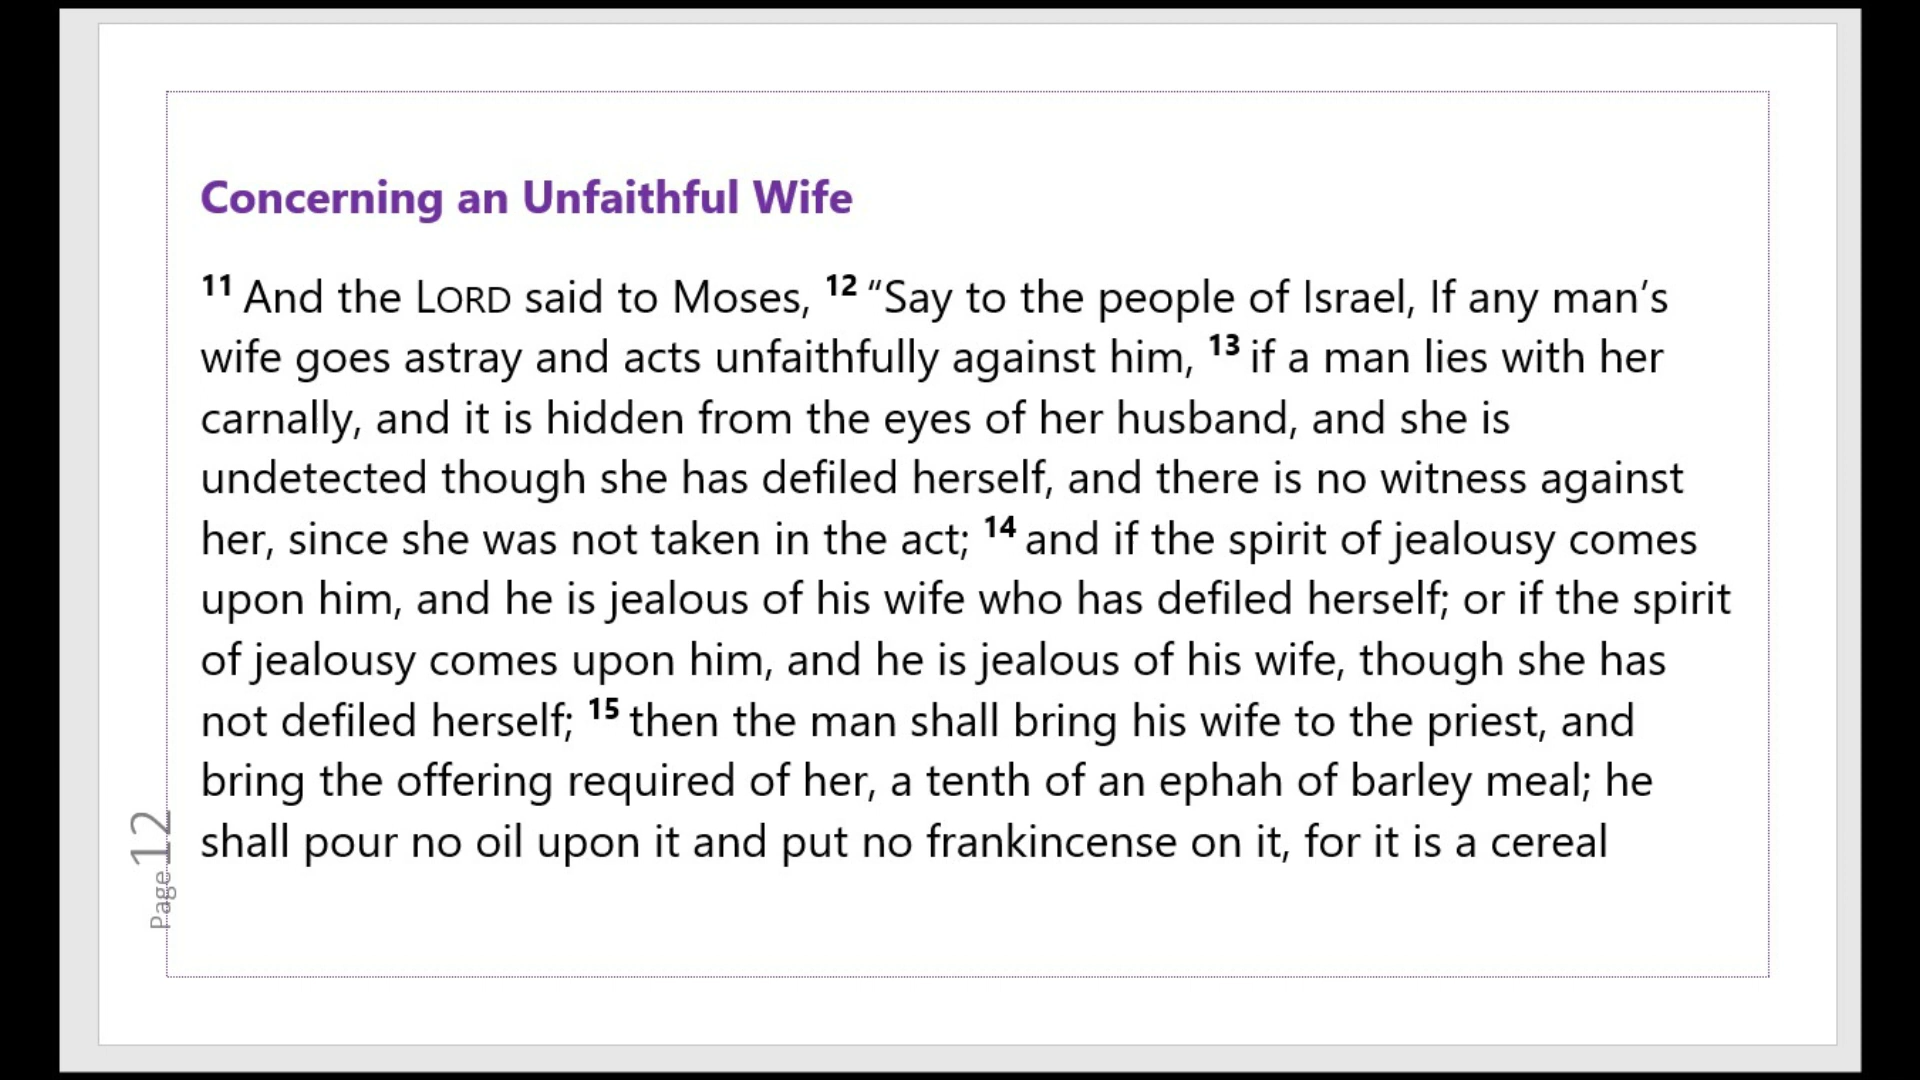 Concerning an Unfaithful Wife
11 And the LORD said to Moses, 12 “Say to the people of Israel, If any man’s
wife goes astray and acts unfaithfully against him, 13 if a man lies with her
carnally, and it is hidden from the eyes of her husband, and she is
undetected though she has defiled herself, and there is no witness against
her, since she was not taken in the act; 14 and if the spirit of jealousy comes
upon him, and he is jealous of his wife who has defiled herself; or if the spirit
of jealousy comes upon him, and he is jealous of his wife, though she has
not defiled herself; 15 then the man shall bring his wife to the priest, and
bring the offering required of her, a tenth of an ephah of barley meal; he
shall pour no oil upon it and put no frankincense on it, for it is a cereal
Page 12